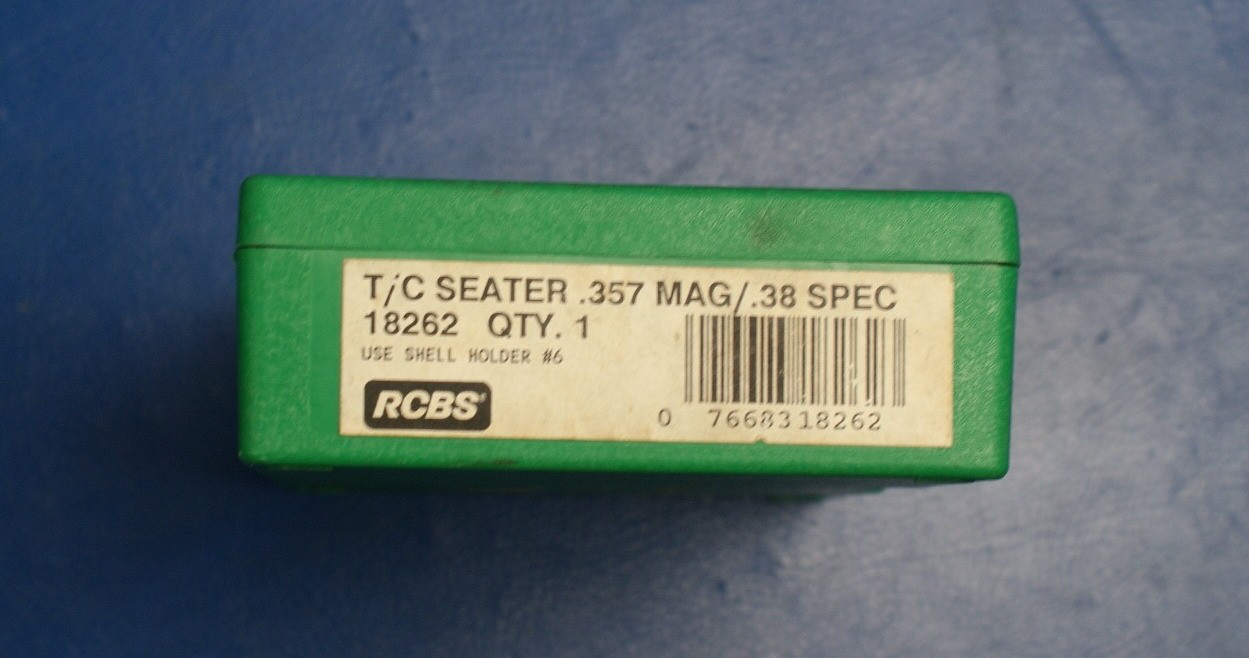 T/C SEATER .357 MAG/.38 SPEC
18262 QTY. 1
USE SHELL HOLDER #6
RCBS
0 7668318262